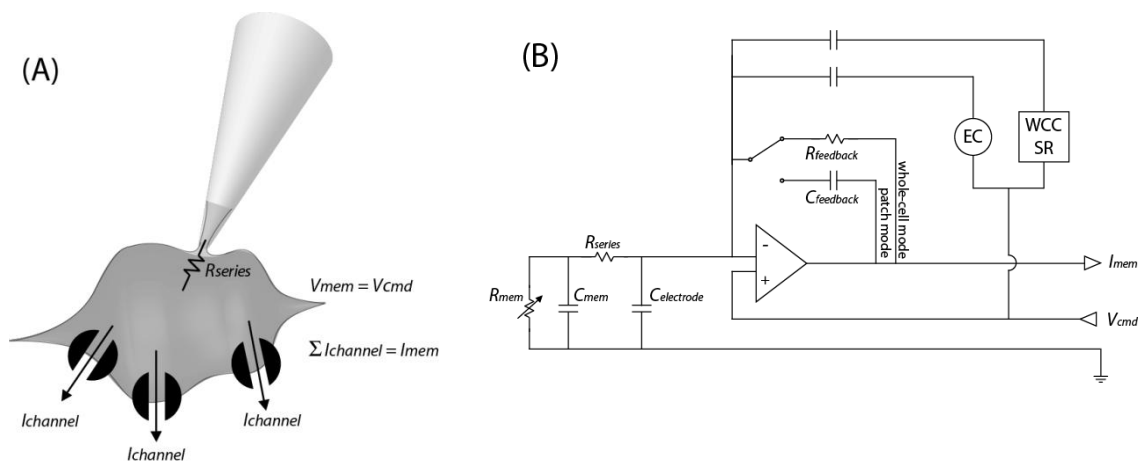 (A)
Rseries
Vmem = Vcmd
Σ Ichannel = Imem
Ichannel
Ichannel
Ichannel
(B)
EC
WCC
SR
Rfeedback
Cfeedback
whole-cell mode
patch mode
Rseries
Rmem
Cmem
Celectrode
-
+
Imem
Vcmd